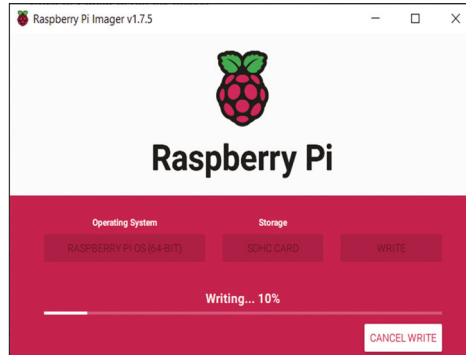 Raspberry Pi Imager v1.7.5
Raspberry Pi
Operating System
Storage
RASPBERRY PI OS (64-BIT)
SDHC CARD
WRITE
Writing... 10%
CANCEL WRITE